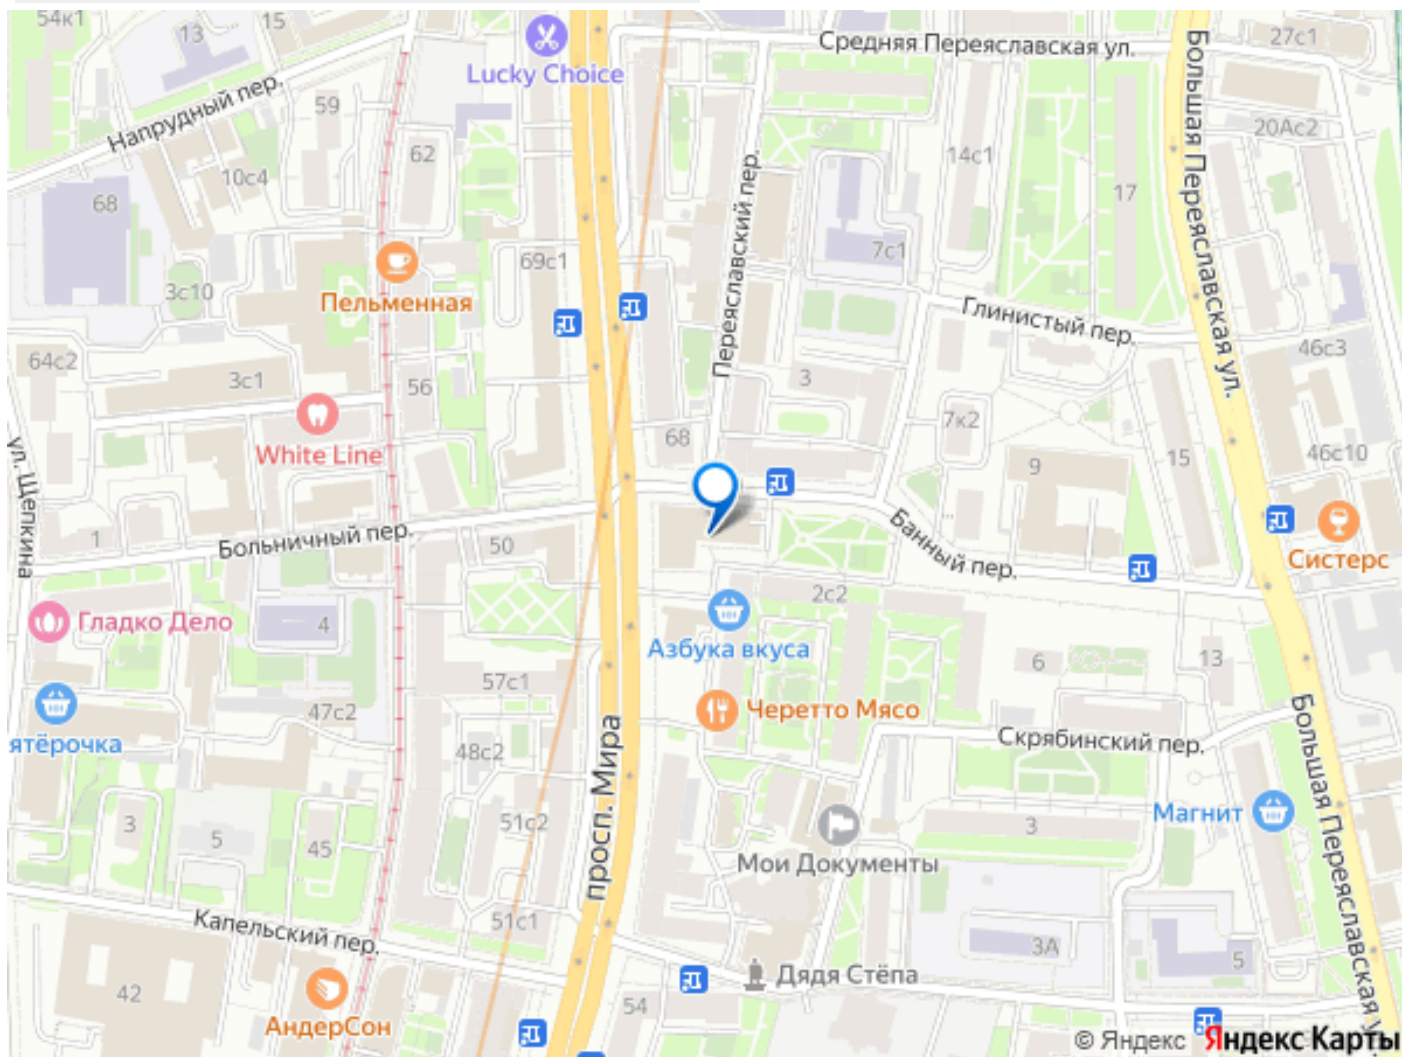 54к1
13
15
Lucky Choice
Средняя Переяславская ул.
27с1
Большая Переяславская ул.
Напрудный пер.
59
62
10с4
68
20Ас2
14с1
17
Переяславский пер.
7с1
69с1
3с10
Пельменная
Глинистый пер.
64с2
3с1
56
3
46с3
White Line
68
7к2
9
15
46с10
ул. Щепкина
1
Больничный пер.
50
Банный пер.
Систерс
Гладко Дело
4
2с2
Азбука вкуса
6
13
57с1
47с2
48с2
ятёрочка
Черетто Мясо
Скрябинский пер.
Большая Переяславская у
просп. Мира
3
5
45
51с2
Мои Документы
3
Магнит
Капельский пер.
51с1
3А
5
42
АндерСон
54
Дядя Стёпа
© Яндекс Яндекс Карты